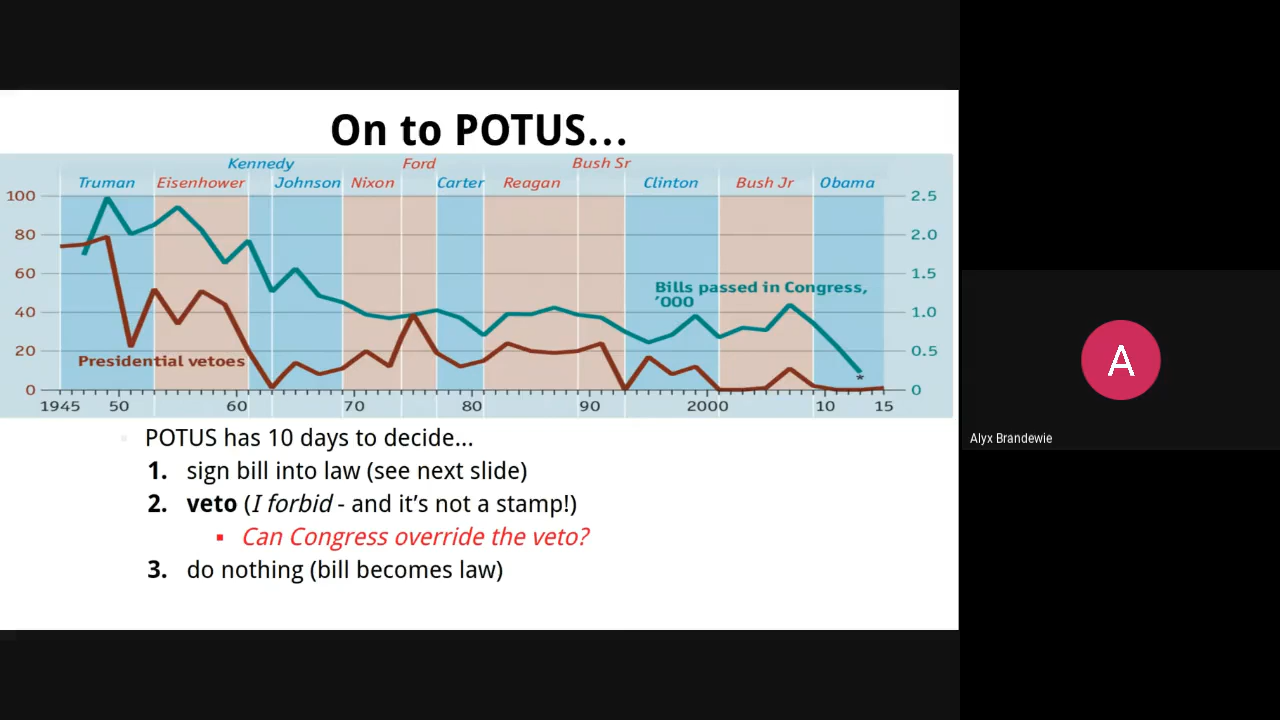 On to POTUS...
Kennedy Ford Bush Sr
Truman Eisenhower Johnson Nixon Carter Reagan Clinton Bush Jr Obama
100 2.5
80 2.0
60 1.5
Bills passed in Congress,
’000
40 1.0
20 0.5
Presidential vetoes
*
0 0
1945 50 60 70 80 90 2000 10 15
▪ POTUS has 10 days to decide...
1. sign bill into law (see next slide)
2. veto (I forbid - and it’s not a stamp!)
▪ Can Congress override the veto?
3. do nothing (bill becomes law)
A
Alyx Brandewie